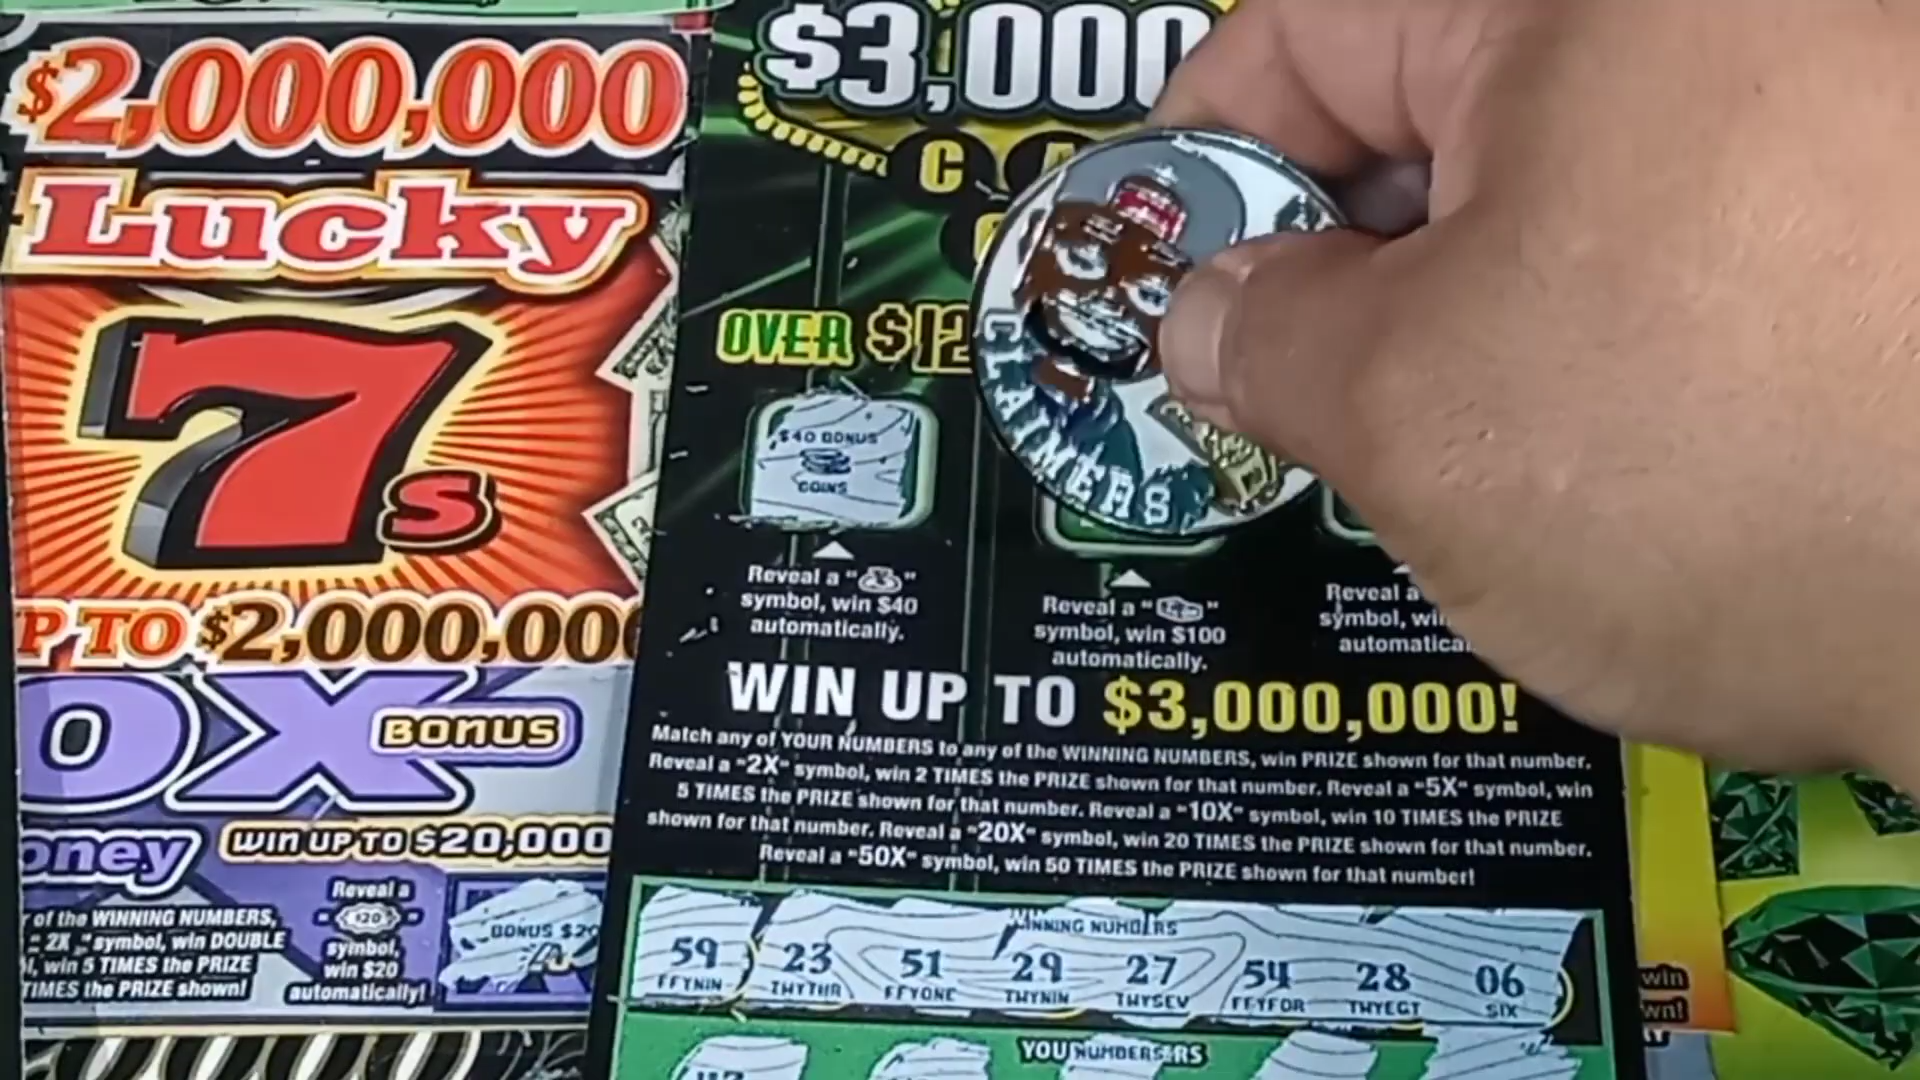 $2,000,000
Lucky
7s
UP TO $2,000,000
0X BONUS
oney WIN UP TO $20,000
of the WINNING NUMBERS,
2X symbol, win DOUBLE
win 5 TIMES the PRIZE
TIMES the PRIZE shown!
Reveal a
$20
symbol,
win $20
automatically!
BONUS $20
$3,000
C A
OVER $12
CLAIMERS
$40 BONUS
COINS
Reveal a " "
symbol, win $40
automatically.
Reveal a " "
symbol, win $100
automatically.
Reveal a
symbol, win
automatica
WIN UP TO $3,000,000!
Match any of YOUR NUMBERS to any of the WINNING NUMBERS, win PRIZE shown for that number.
Reveal a "2X" symbol, win 2 TIMES the PRIZE shown for that number. Reveal a "5X" symbol, win
5 TIMES the PRIZE shown for that number. Reveal a "10X" symbol, win 10 TIMES the PRIZE
shown for that number. Reveal a "20X" symbol, win 20 TIMES the PRIZE shown for that number.
Reveal a "50X" symbol, win 50 TIMES the PRIZE shown for that number!
WINNING NUMBERS
59 23 51 29 27 54 28 06
FFYNIN TWYTHR FFYONE TWYNIN TWYSEV FFYFOR TWYEGT SIX
YOUR NUMBERS
win
wn!